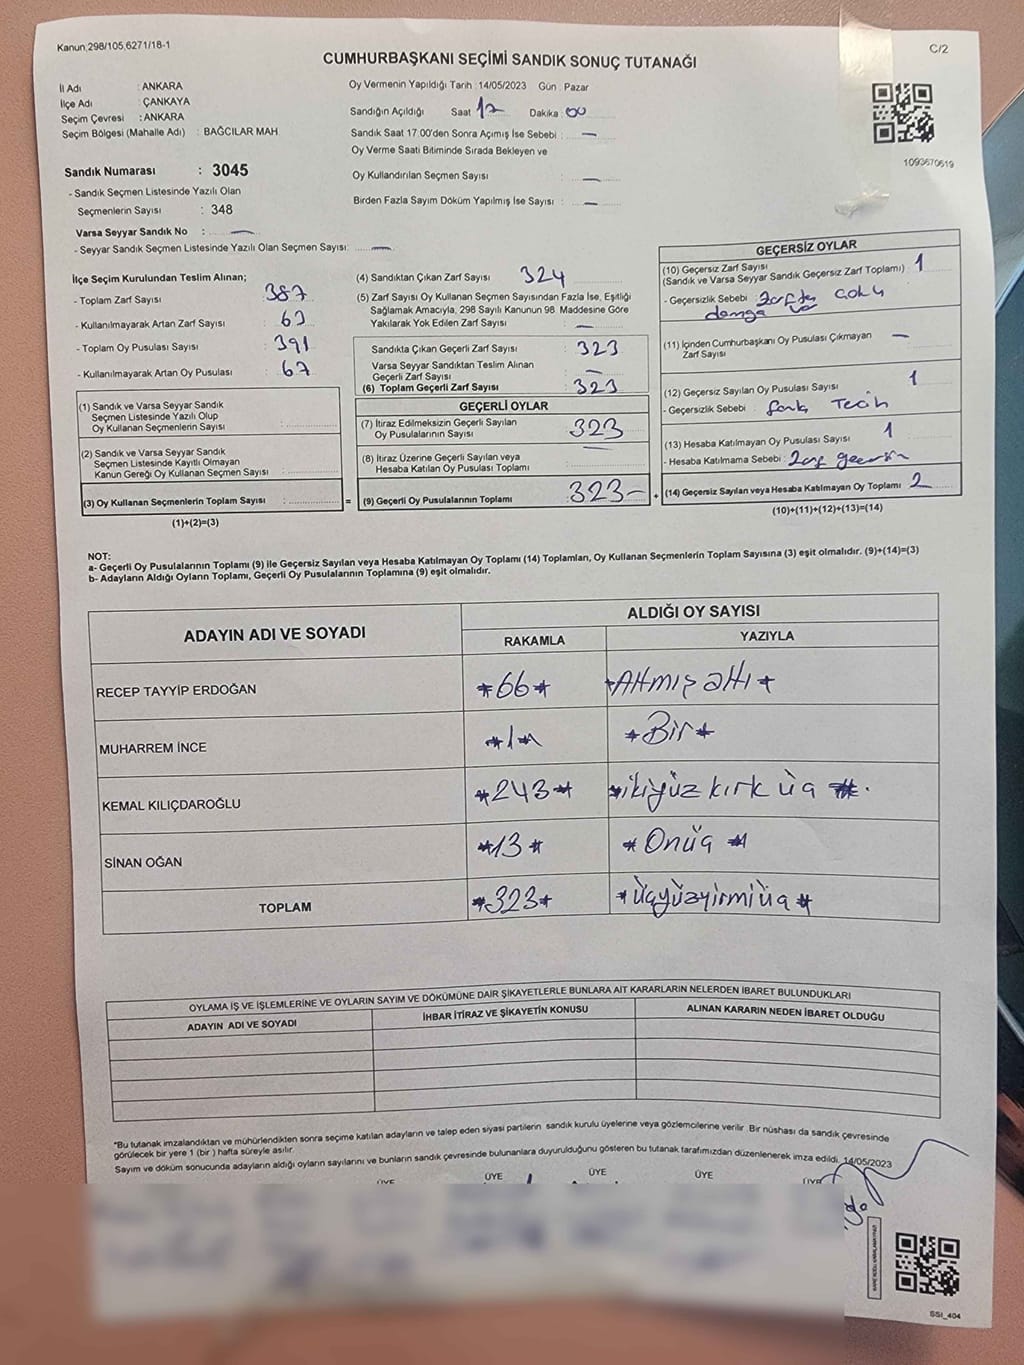 Kanun,298/105,6271/18-1
C/2
CUMHURBAŞKANI SEÇİMİ SANDIK SONUÇ TUTANAĞI
İl Adı : ANKARA
İlçe Adı : ÇANKAYA
Seçim Çevresi : ANKARA
Seçim Bölgesi (Mahalle Adı) : BAĞCILAR MAH.
Sandık Numarası : 3045
- Sandık Seçmen Listesinde Yazılı Olan
Seçmenlerin Sayısı : 348
Varsa Seyyar Sandık No : —
- Seyyar Sandık Seçmen Listesinde Yazılı Olan Seçmen Sayısı: —
Oy Vermenin Yapıldığı Tarih : 14/05/2023 Gün : Pazar
Sandığın Açıldığı Saat 17 Dakika : 00
Sandık Saat 17:00'den Sonra Açımış İse Sebebi : —
Oy Verme Saati Bitiminde Sırada Bekleyen ve
Oy Kullandırılan Seçmen Sayısı : —
Birden Fazla Sayım Döküm Yapılmış İse Sayısı : —
1093670619
İlçe Seçim Kurulundan Teslim Alınan;
- Toplam Zarf Sayısı : 387
- Kullanılmayarak Artan Zarf Sayısı : 63
- Toplam Oy Pusulası Sayısı : 391
- Kullanılmayarak Artan Oy Pusulası : 67
(1) Sandık ve Varsa Seyyar Sandık
Seçmen Listesinde Yazılı Olup
Oy Kullanan Seçmenlerin Sayısı :
(2) Sandık ve Varsa Seyyar Sandık
Seçmen Listesinde Kayıtlı Olmayan
Kanun Gereği Oy Kullanan Seçmen Sayısı :
(3) Oy Kullanan Seçmenlerin Toplam Sayısı : =
(1)+(2)=(3)
(4) Sandıktan Çıkan Zarf Sayısı 324
(5) Zarf Sayısı Oy Kullanan Seçmen Sayısından Fazla İse, Eşitliği
Sağlamak Amacıyla, 298 Sayılı Kanunun 98. Maddesine Göre
Yakılarak Yok Edilen Zarf Sayısı : —
Sandıkta Çıkan Geçerli Zarf Sayısı : 323
Varsa Seyyar Sandıktan Teslim Alınan
Geçerli Zarf Sayısı : —
(6) Toplam Geçerli Zarf Sayısı : 323
GEÇERLİ OYLAR
(7) İtiraz Edilmeksizin Geçerli Sayılan
Oy Pusulalarının Sayısı : 323
(8) İtiraz Üzerine Geçerli Sayılan veya
Hesaba Katılan Oy Pusulası Toplamı : —
(9) Geçerli Oy Pusulalarının Toplamı : 323— +
GEÇERSİZ OYLAR
(10) Geçersiz Zarf Sayısı
(Sandık ve Varsa Seyyar Sandık Geçersiz Zarf Toplamı) : 1
- Geçersizlik Sebebi : Zarfta çoklu
damga var
(11) İçinden Cumhurbaşkanı Oy Pusulası Çıkmayan
Zarf Sayısı —
(12) Geçersiz Sayılan Oy Pusulası Sayısı : 1
- Geçersizlik Sebebi : fark Tecih
(13) Hesaba Katılmayan Oy Pusulası Sayısı : 1
- Hesaba Katılmama Sebebi : Zarf geçersiz
(14) Geçersiz Sayılan veya Hesaba Katılmayan Oy Toplamı : 2
(10)+(11)+(12)+(13)=(14)
NOT:
a- Geçerli Oy Pusulalarının Toplamı (9) ile Geçersiz Sayılan veya Hesaba Katılmayan Oy Toplamı (14) Toplamları, Oy Kullanan Seçmenlerin Toplam Sayısına (3) eşit olmalıdır. (9)+(14)=(3)
b- Adayların Aldığı Oyların Toplamı, Geçerli Oy Pusulalarının Toplamına (9) eşit olmalıdır.
ADAYIN ADI VE SOYADI
ALDIĞI OY SAYISI
RAKAMLA YAZIYLA
RECEP TAYYİP ERDOĞAN *66* *Altmış altı*
MUHARREM İNCE *1* *Bir*
KEMAL KILIÇDAROĞLU *243* *ikiyüz kırk üç *.
SİNAN OĞAN *13* *Onüç *
TOPLAM *323* *Üçyüzyirmiüç*
OYLAMA İŞ VE İŞLEMLERİNE VE OYLARIN SAYIM VE DÖKÜMÜNE DAİR ŞİKAYETLERLE BUNLARA AİT KARARLARIN NELERDEN İBARET BULUNDUKLARI
ADAYIN ADI VE SOYADI İHBAR İTİRAZ VE ŞİKAYETİN KONUSU ALINAN KARARIN NEDEN İBARET OLDUĞU
*Bu tutanak imzalandıktan ve mühürlendikten sonra seçime katılan adayların ve talep eden siyasi partilerin sandık kurulu üyelerine veya gözlemcilerine verilir. Bir nüshası da sandık çevresinde
görülecek bir yere 1 (bir ) hafta süreyle asılır.
Sayım ve döküm sonucunda adayların aldığı oyların sayılarını ve bunların sandık çevresinde bulunanlara duyurulduğunu gösteren bu tutanak tarafımızdan düzenlenerek imza edildi. 14/05/2023
ÜYE ÜYE ÜYE ÜYE ÜYE
SSI_404